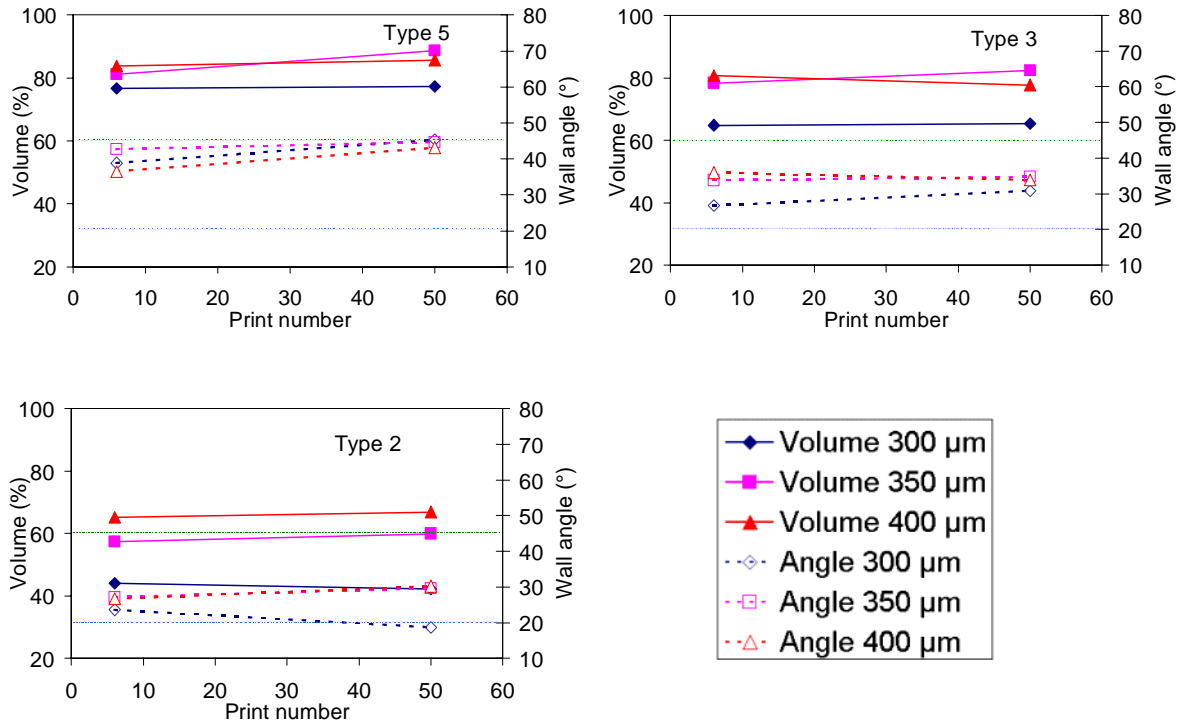 Type 5
100
80
60
40
20
Volume (%)
80
70
60
50
40
30
20
10
Wall angle (°)
0 10 20 30 40 50 60
Print number
Type 3
100
80
60
40
20
Volume (%)
80
70
60
50
40
30
20
10
Wall angle (°)
0 10 20 30 40 50 60
Print number
Type 2
100
80
60
40
20
Volume (%)
80
70
60
50
40
30
20
10
Wall angle (°)
0 10 20 30 40 50 60
Print number
Volume 300 µm
Volume 350 µm
Volume 400 µm
Angle 300 µm
Angle 350 µm
Angle 400 µm